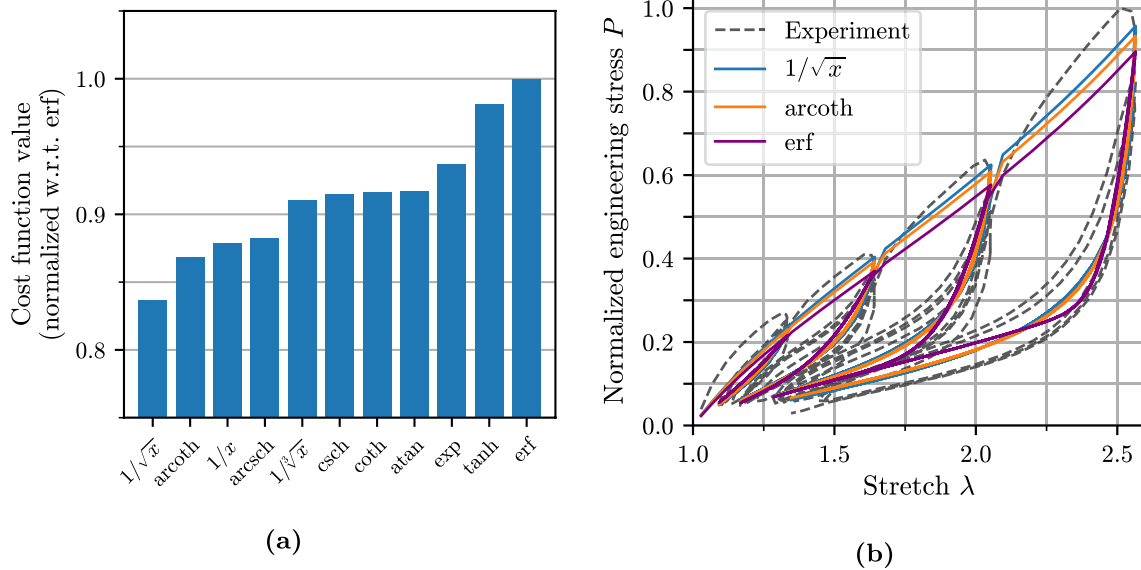 Cost function value
(normalized w.r.t. erf)
1.0
0.9
0.8
1/√x
arcoth
1/x
arcsch
1/∛x
csch
coth
atan
exp
tanh
erf
(a)
Normalized engineering stress P
1.0
0.8
0.6
0.4
0.2
0.0
Experiment
1/√x
arcoth
erf
1.0 1.5 2.0 2.5
Stretch λ
(b)